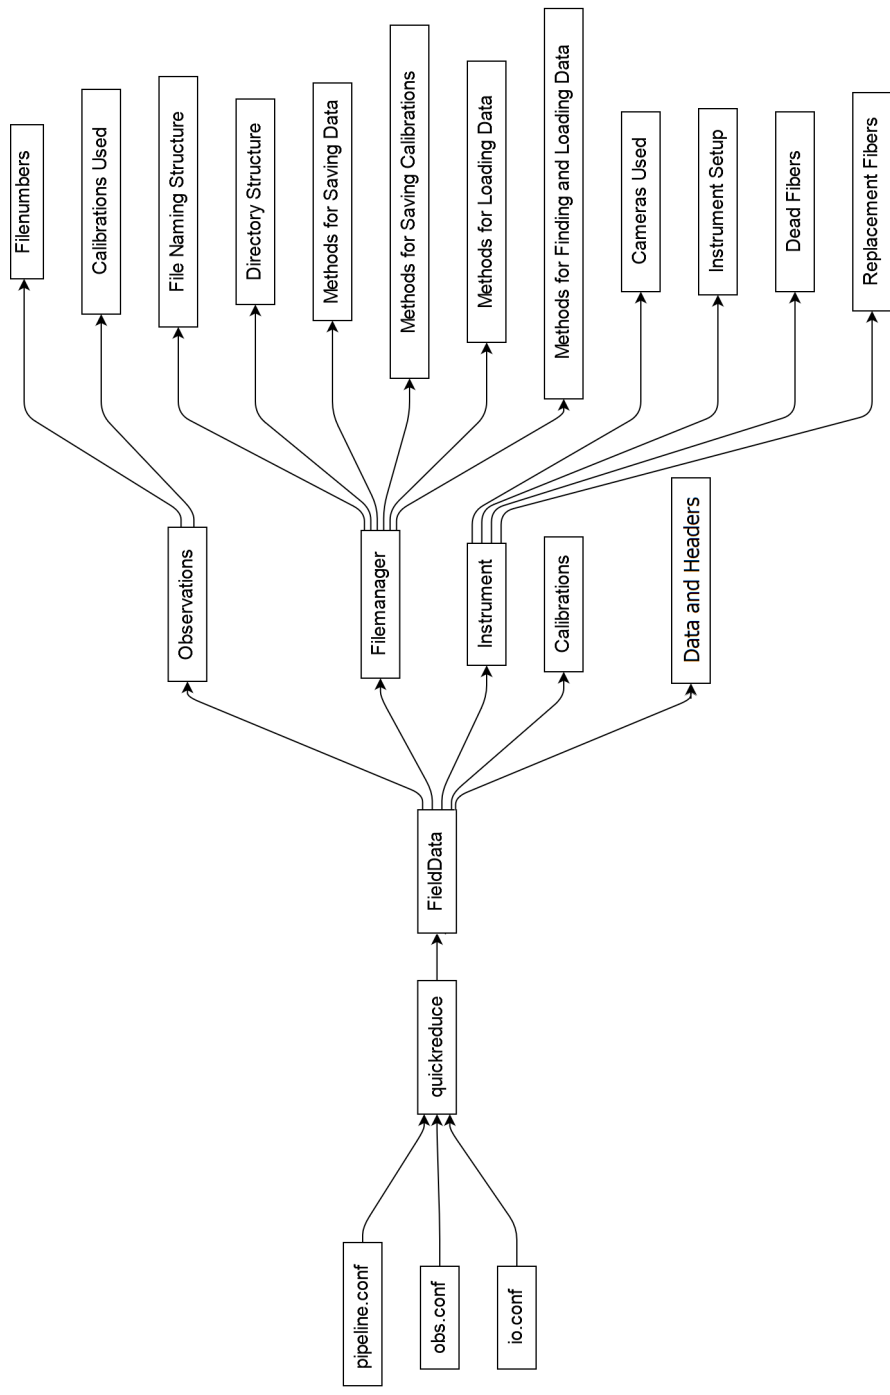 pipeline.conf
obs.conf
io.conf
quickreduce
FieldData
Observations
Filemanager
Instrument
Calibrations
Data and Headers
Filenumbers
Calibrations Used
File Naming Structure
Directory Structure
Methods for Saving Data
Methods for Saving Calibrations
Methods for Loading Data
Methods for Finding and Loading Data
Cameras Used
Instrument Setup
Dead Fibers
Replacement Fibers